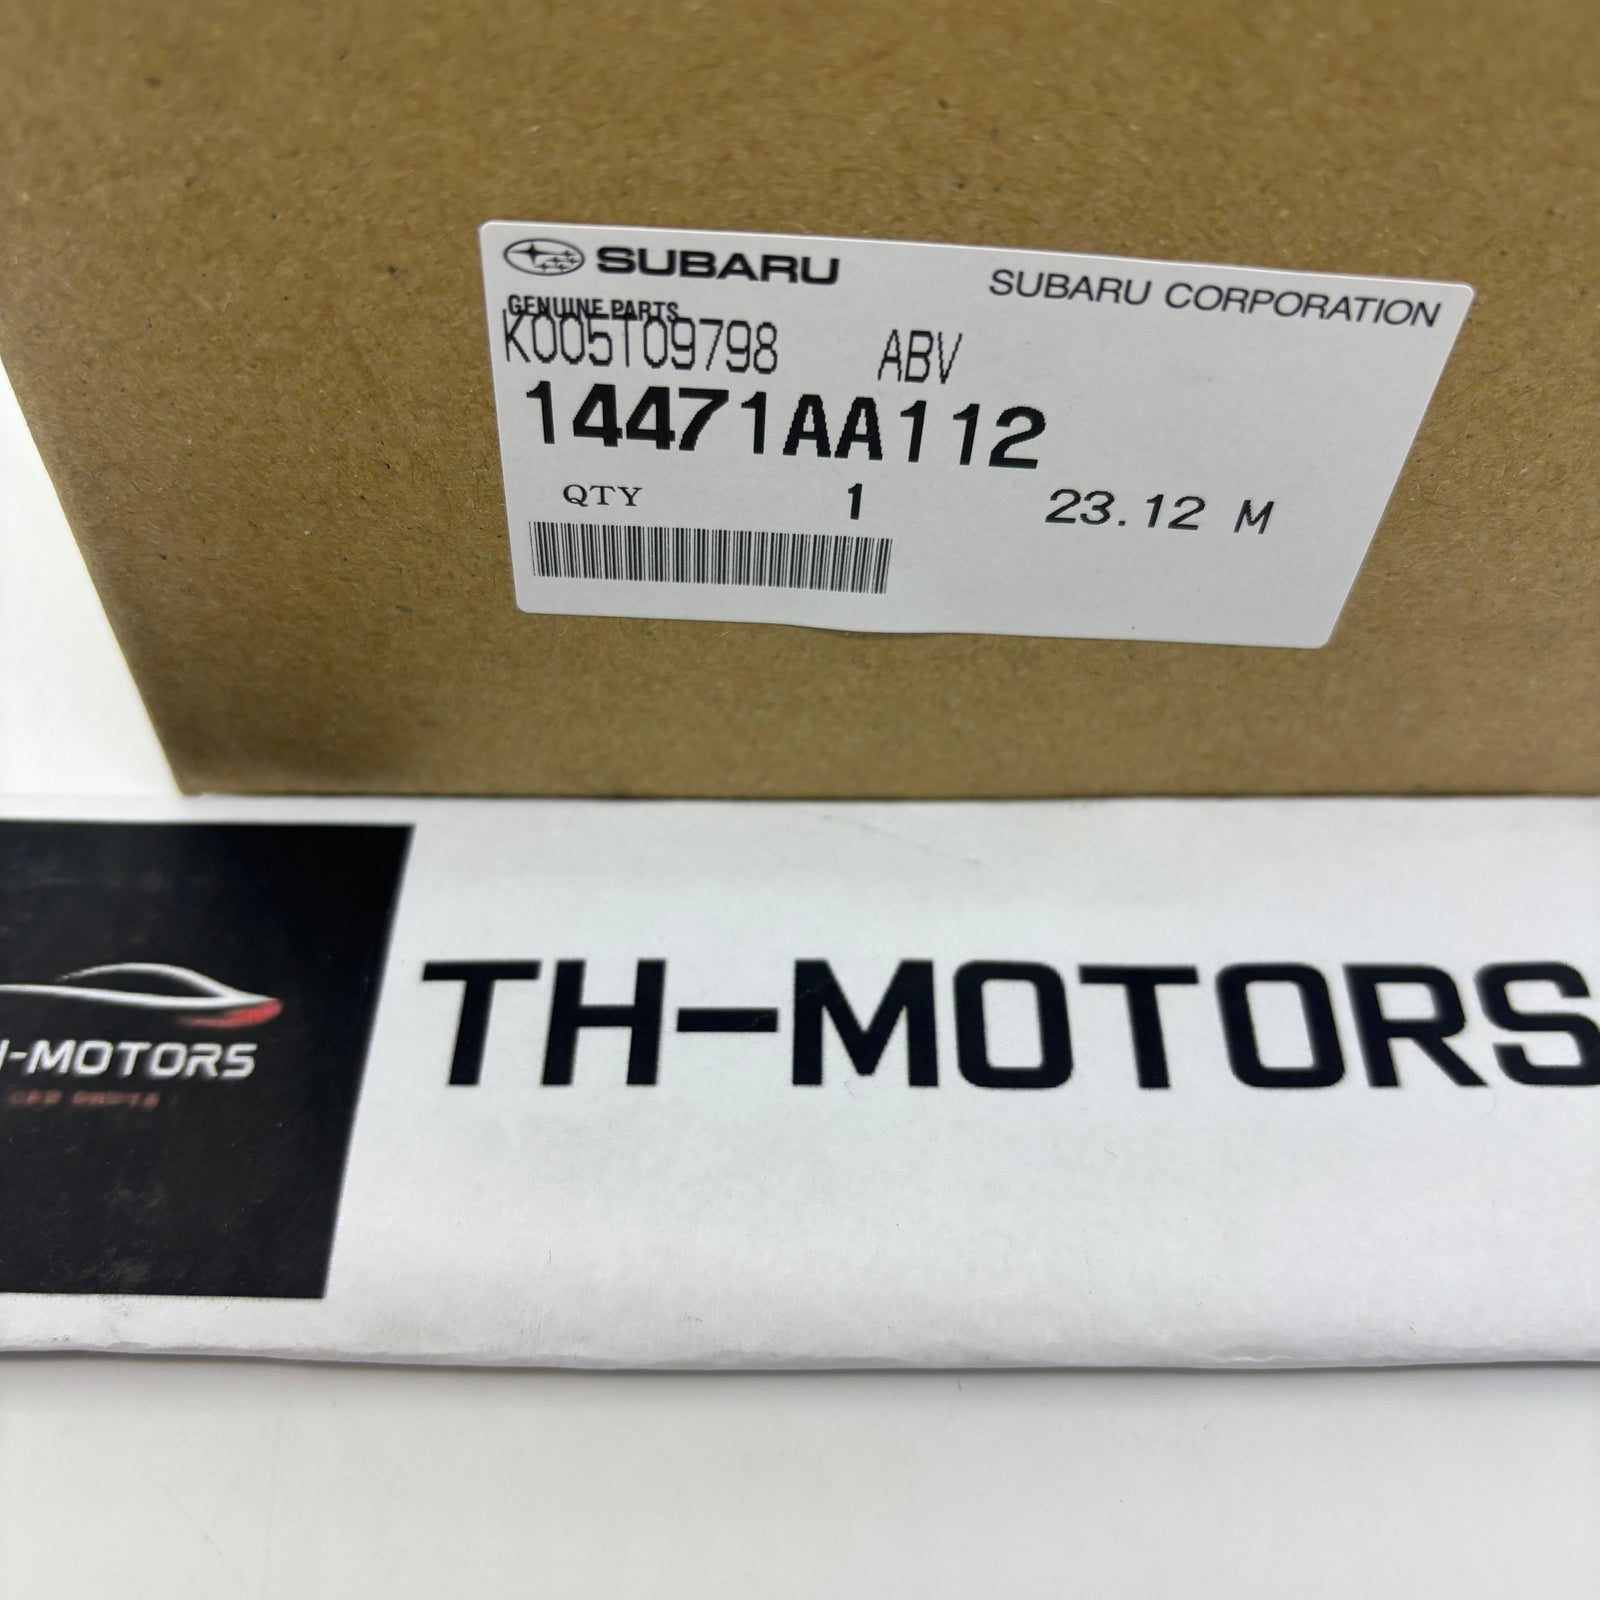 SUBARU
SUBARU CORPORATION
GENUINE PARTS
K005T09798 ABV
14471AA112
QTY 1 23.12 M
TH-MOTORS
H-MOTORS